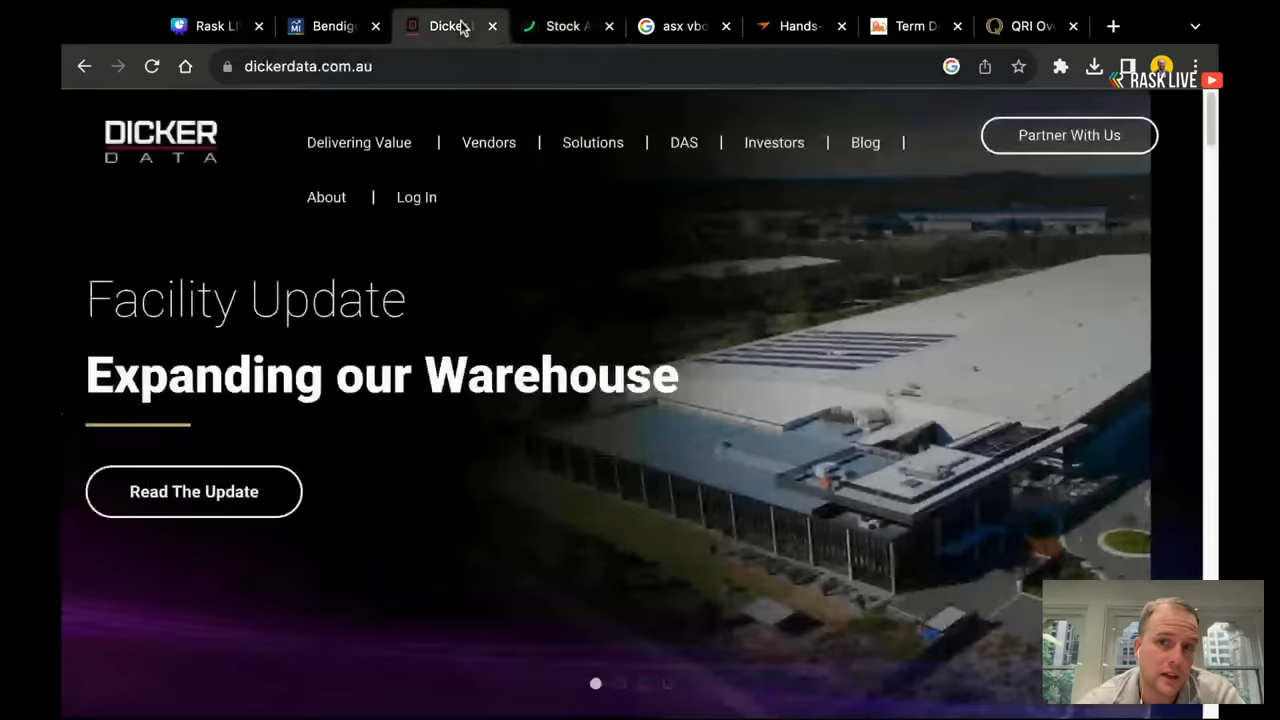 Rask LI
Bendig
Dicke
Stock A
asx vbd
Hands-
Term D
QRI Ov
dickerdata.com.au
RASK LIVE
DICKER
DATA
Delivering Value | Vendors | Solutions | DAS | Investors | Blog |
Partner With Us
About | Log In
Facility Update
Expanding our Warehouse
Read The Update